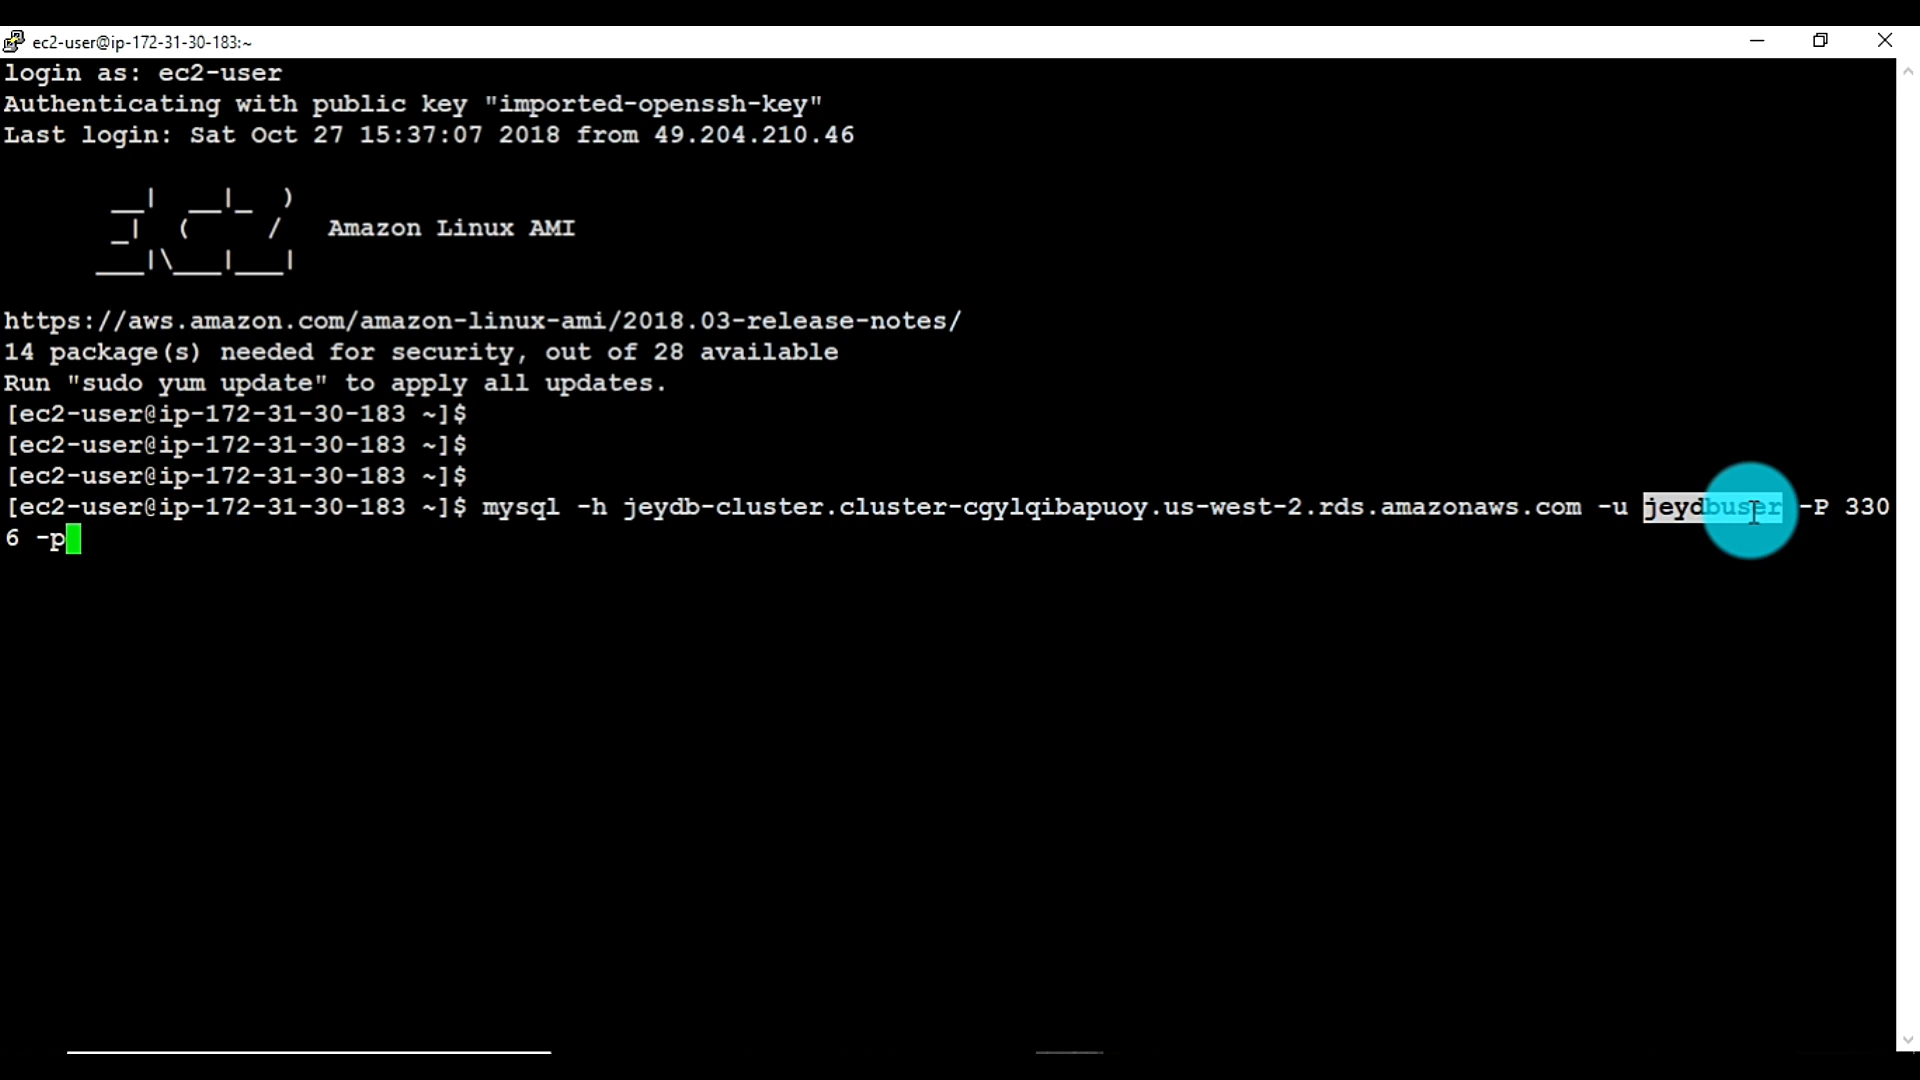 ec2-user@ip-172-31-30-183:~
login as: ec2-user
Authenticating with public key "imported-openssh-key"
Last login: Sat Oct 27 15:37:07 2018 from 49.204.210.46
       __|  __|_  )
       _|  (     /   Amazon Linux AMI
      ___|\___|___|
https://aws.amazon.com/amazon-linux-ami/2018.03-release-notes/
14 package(s) needed for security, out of 28 available
Run "sudo yum update" to apply all updates.
[ec2-user@ip-172-31-30-183 ~]$
[ec2-user@ip-172-31-30-183 ~]$
[ec2-user@ip-172-31-30-183 ~]$
[ec2-user@ip-172-31-30-183 ~]$ mysql -h jeydb-cluster.cluster-cgylqibapuoy.us-west-2.rds.amazonaws.com -u jeydbuser -P 330
6 -p